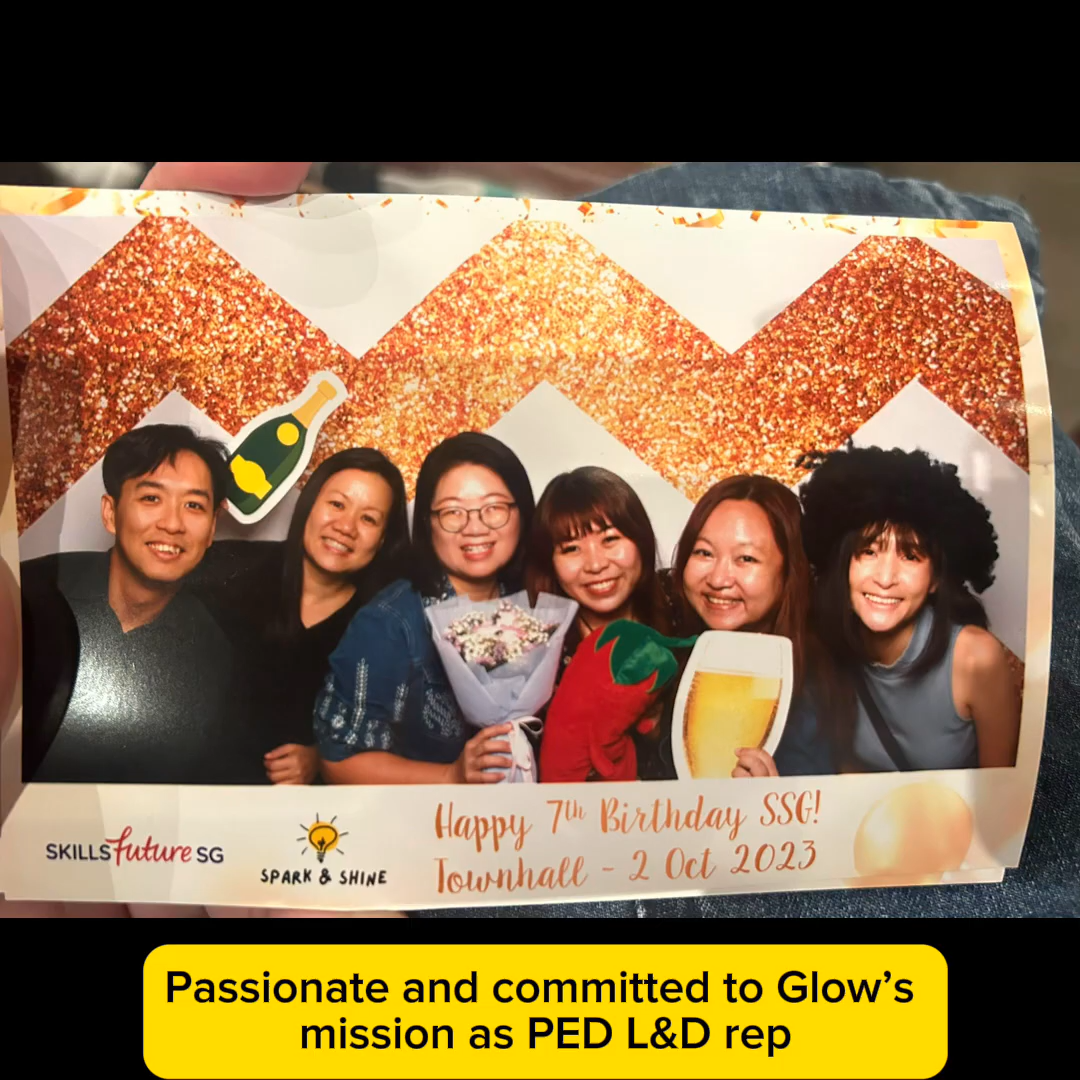 SKILLSfuture SG
SPARK & SHINE
Happy 7th Birthday SSG!
Townhall - 2 Oct 2023
Passionate and committed to Glow’s
mission as PED L&D rep